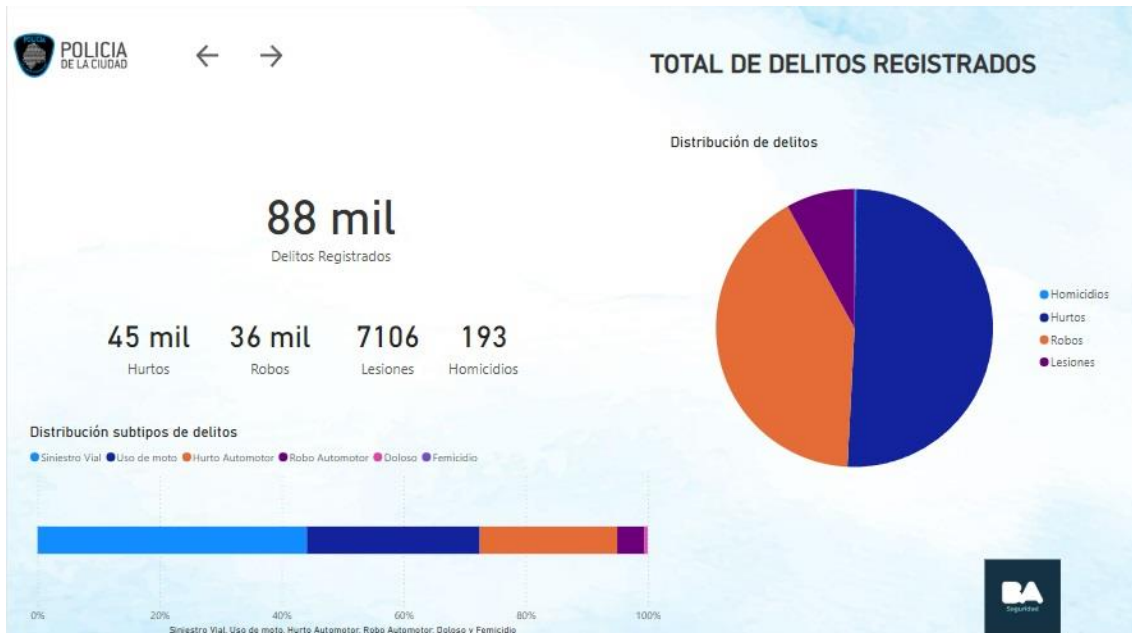 POLICIA
POLICIA
DE LA CIUDAD
TOTAL DE DELITOS REGISTRADOS
Distribución de delitos
88 mil
Delitos Registrados
45 mil
Hurtos
36 mil
Robos
7106
Lesiones
193
Homicidios
Homicidios
Hurtos
Robos
Lesiones
Distribución subtipos de delitos
Siniestro Vial Uso de moto Hurto Automotor Robo Automotor Doloso Femicidio
0% 20% 40% 60% 80% 100%
Siniestro Vial, Uso de moto, Hurto Automotor, Robo Automotor, Doloso y Femicidio
BA
Seguridad